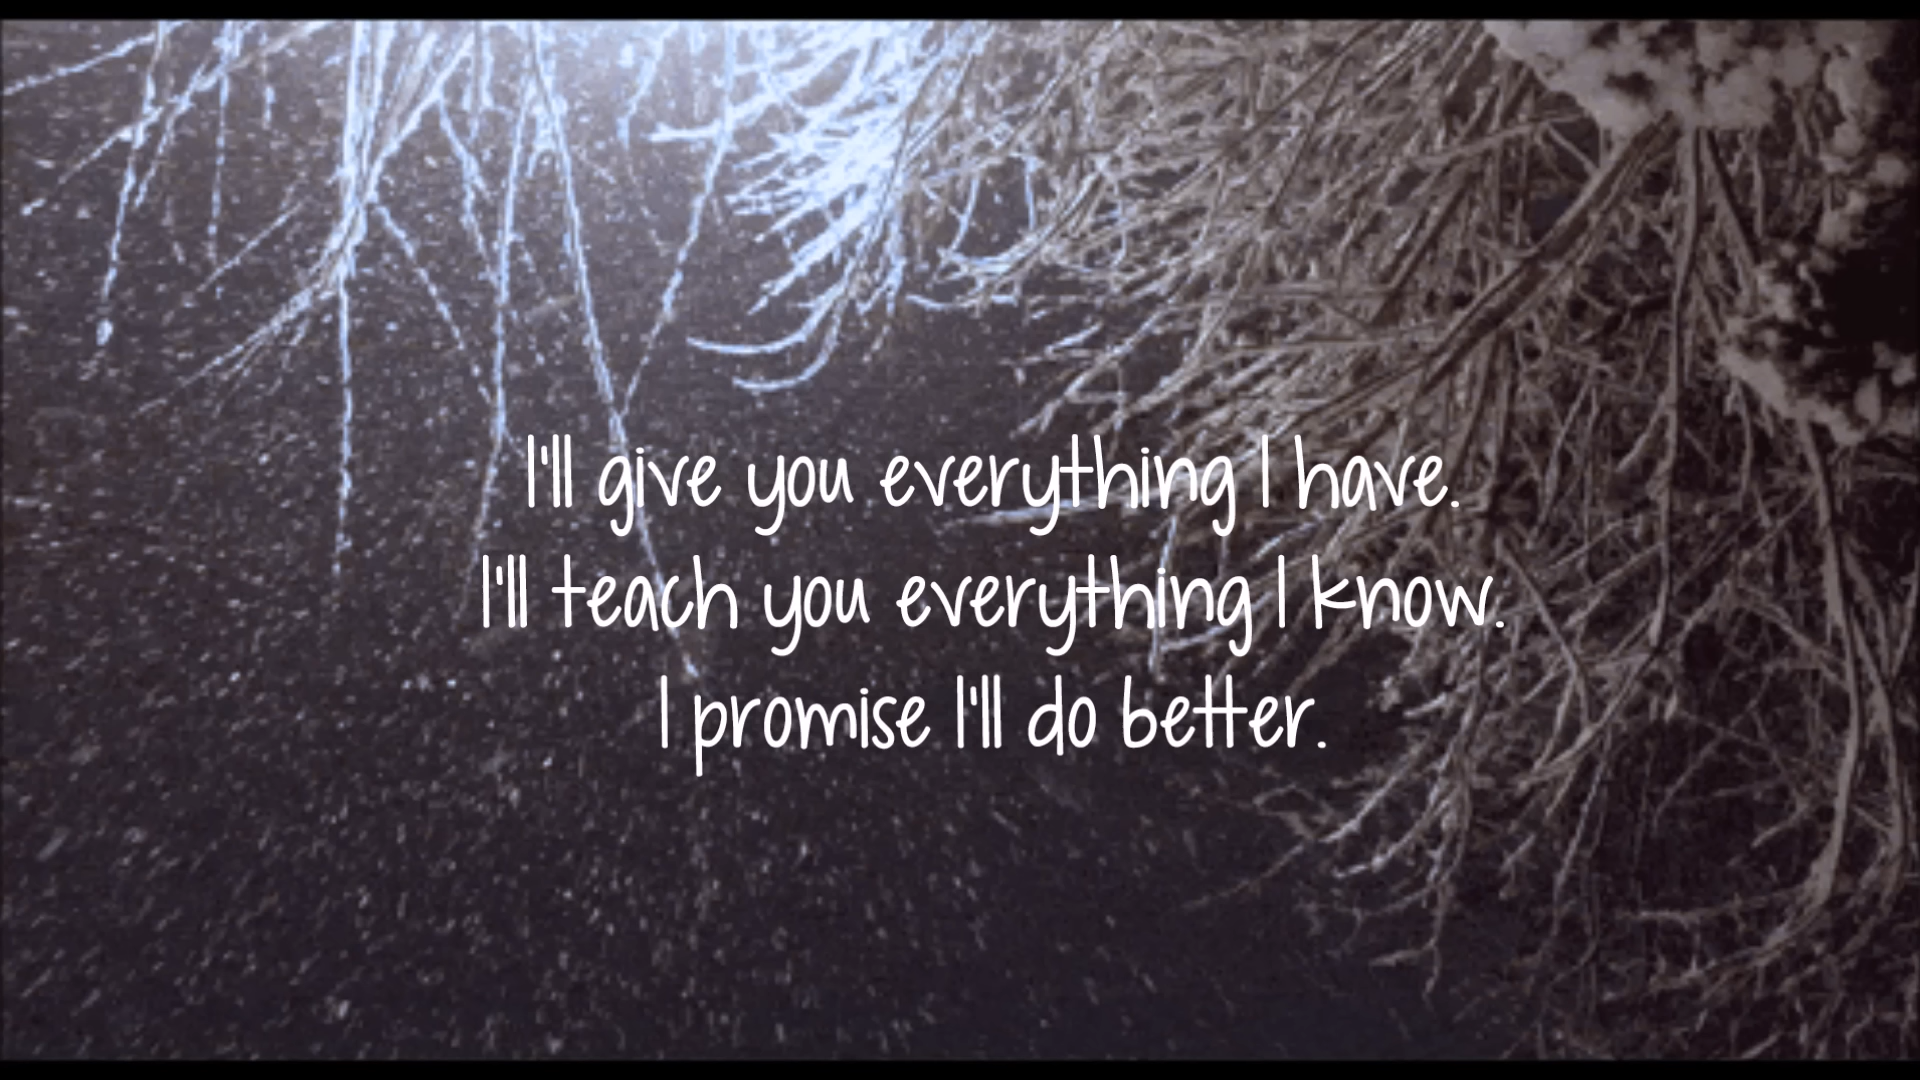 I'll give you everything I have.
I'll teach you everything I know.
I promise I'll do better.